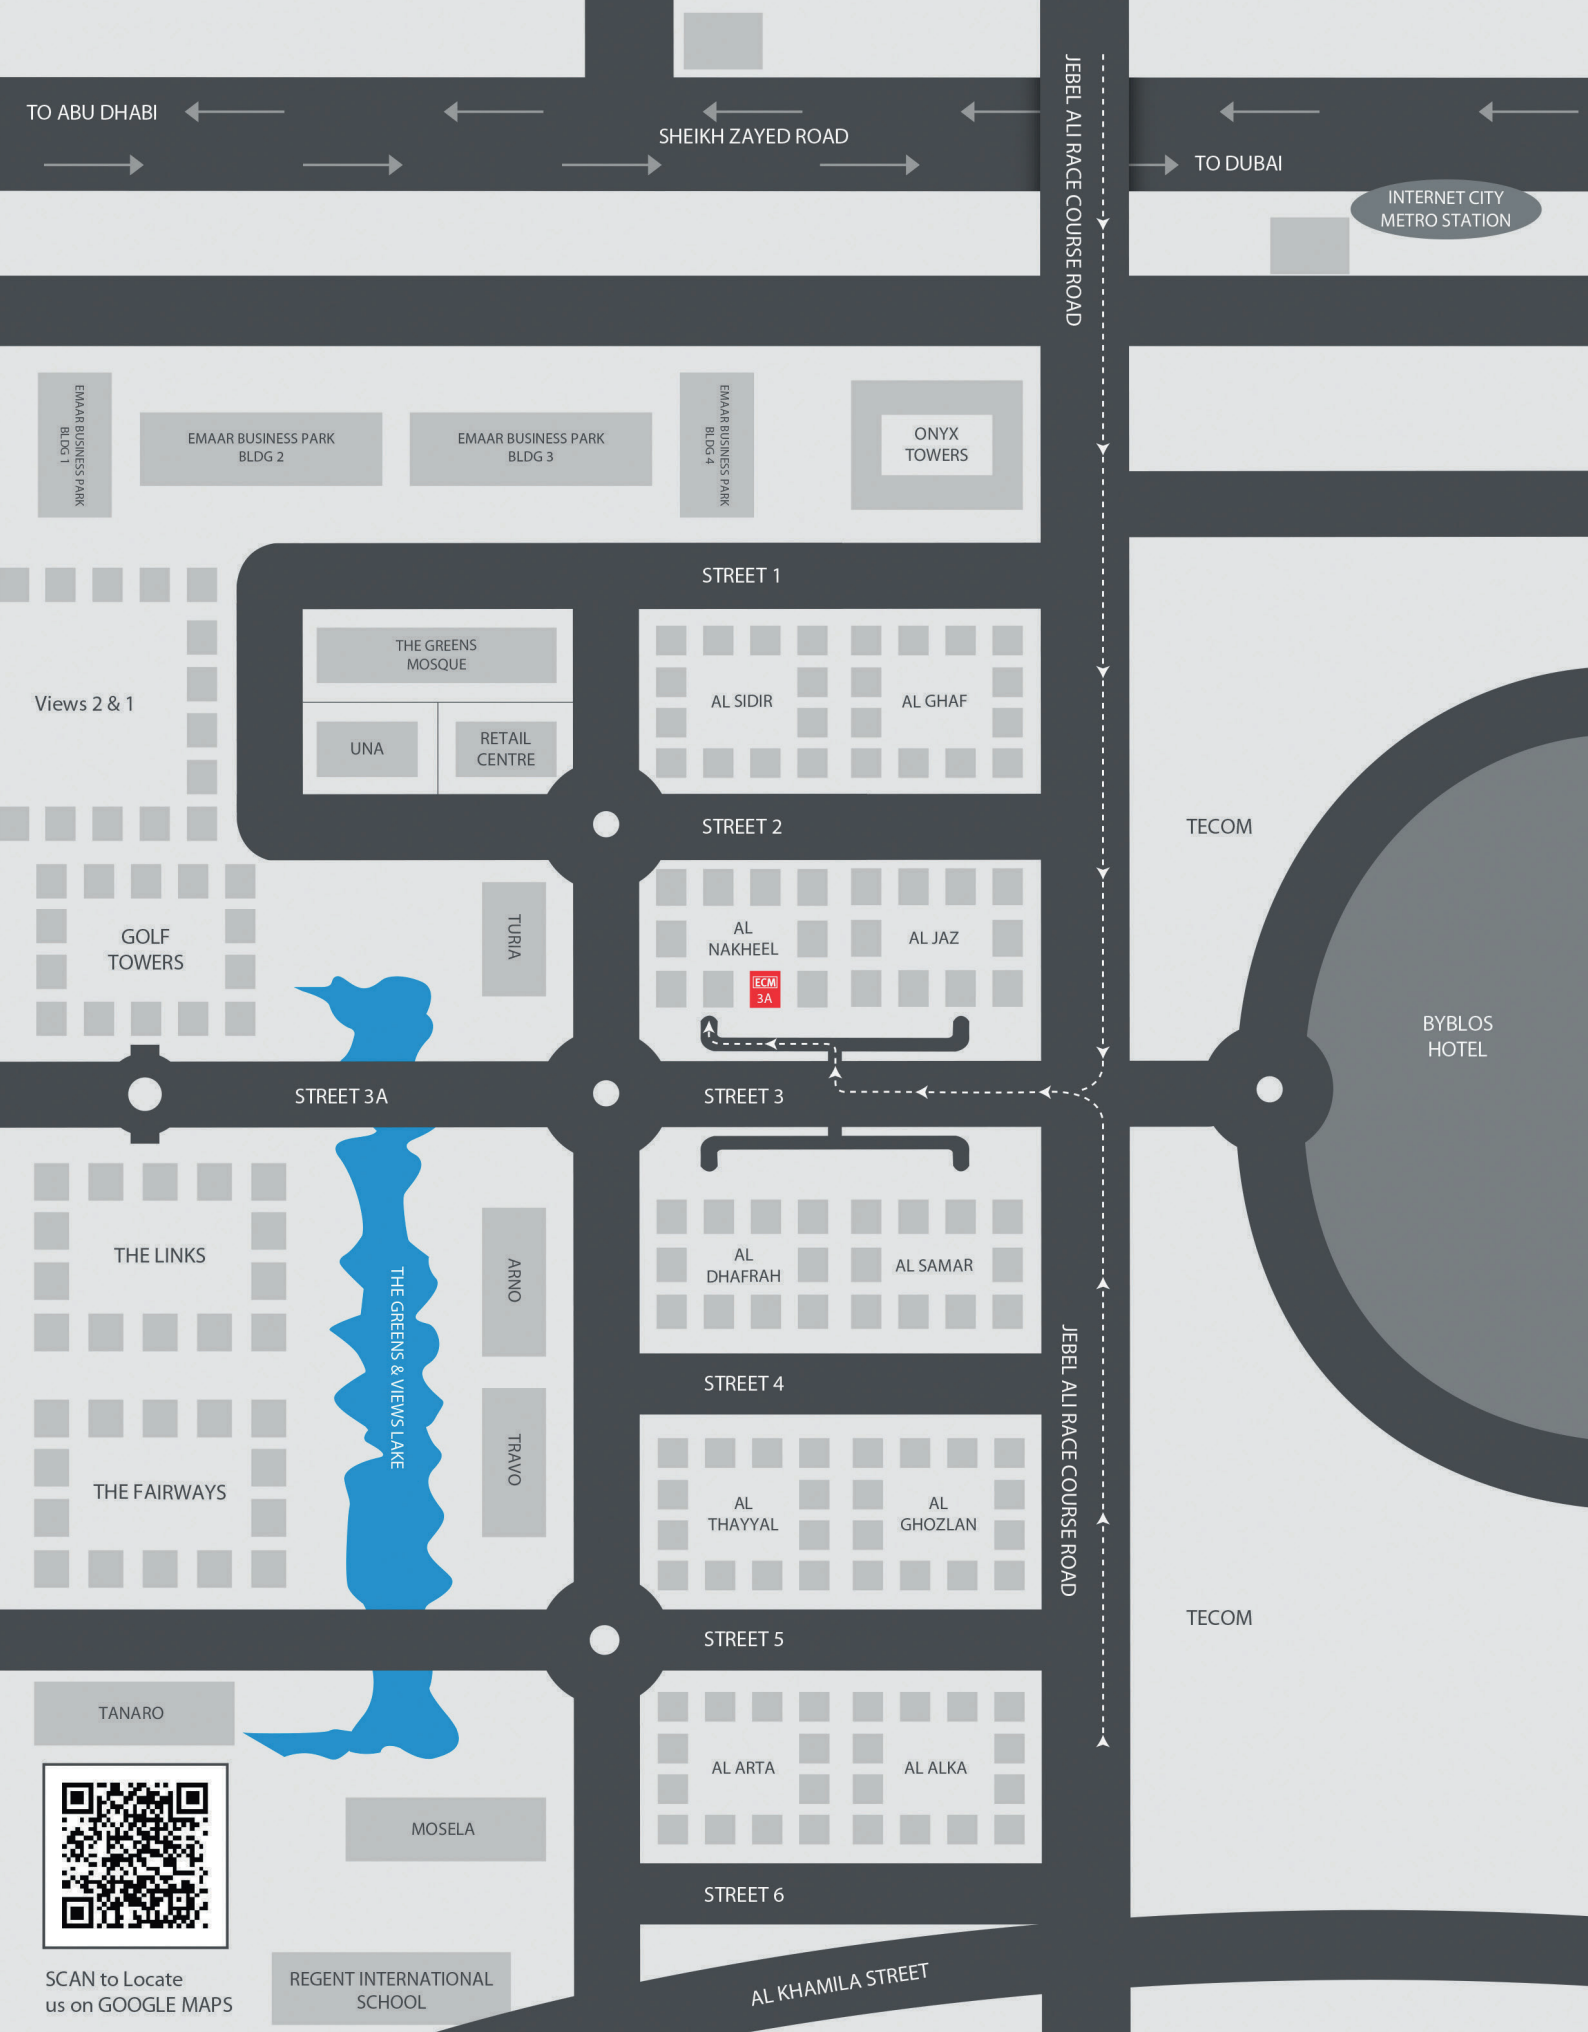 TO ABU DHABI
SHEIKH ZAYED ROAD
TO DUBAI
JEBEL ALI RACE COURSE ROAD
INTERNET CITY
METRO STATION
EMAAR BUSINESS PARK
BLDG 1
EMAAR BUSINESS PARK
BLDG 2
EMAAR BUSINESS PARK
BLDG 3
EMAAR BUSINESS PARK
BLDG 4
ONYX
TOWERS
STREET 1
THE GREENS
MOSQUE
Views 2 & 1
UNA
RETAIL
CENTRE
AL SIDIR
AL GHAF
STREET 2
TECOM
GOLF
TOWERS
TURIA
AL
NAKHEEL
AL JAZ
ECM
3A
BYBLOS
HOTEL
STREET 3A
STREET 3
THE LINKS
THE GREENS & VIEWS LAKE
ARNO
AL
DHAFRAH
AL SAMAR
STREET 4
JEBEL ALI RACE COURSE ROAD
THE FAIRWAYS
TRAVO
AL
THAYYAL
AL
GHOZLAN
STREET 5
TECOM
TANARO
AL ARTA
AL ALKA
MOSELA
STREET 6
SCAN to Locate
us on GOOGLE MAPS
REGENT INTERNATIONAL
SCHOOL
AL KHAMILA STREET